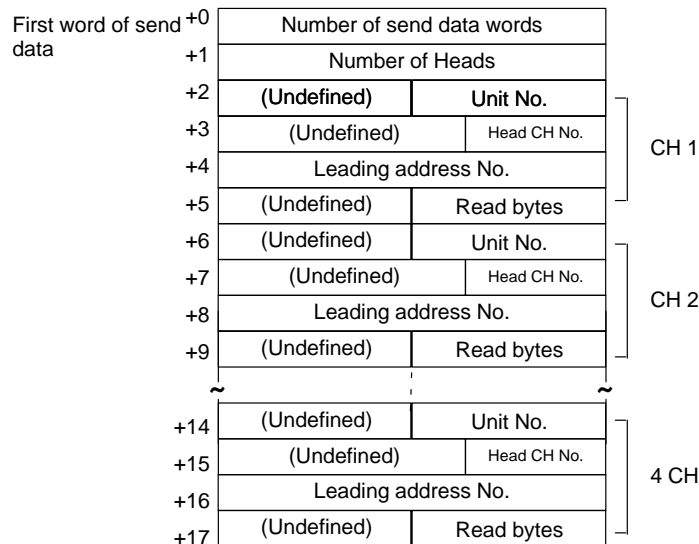 First word of send data
+0 Number of send data words
+1 Number of Heads
+2 (Undefined) Unit No.
+3 (Undefined) Head CH No.
CH 1
+4 Leading address No.
+5 (Undefined) Read bytes
+6 (Undefined) Unit No.
+7 (Undefined) Head CH No.
CH 2
+8 Leading address No.
+9 (Undefined) Read bytes
~ ~
+14 (Undefined) Unit No.
+15 (Undefined) Head CH No.
4 CH
+16 Leading address No.
+17 (Undefined) Read bytes